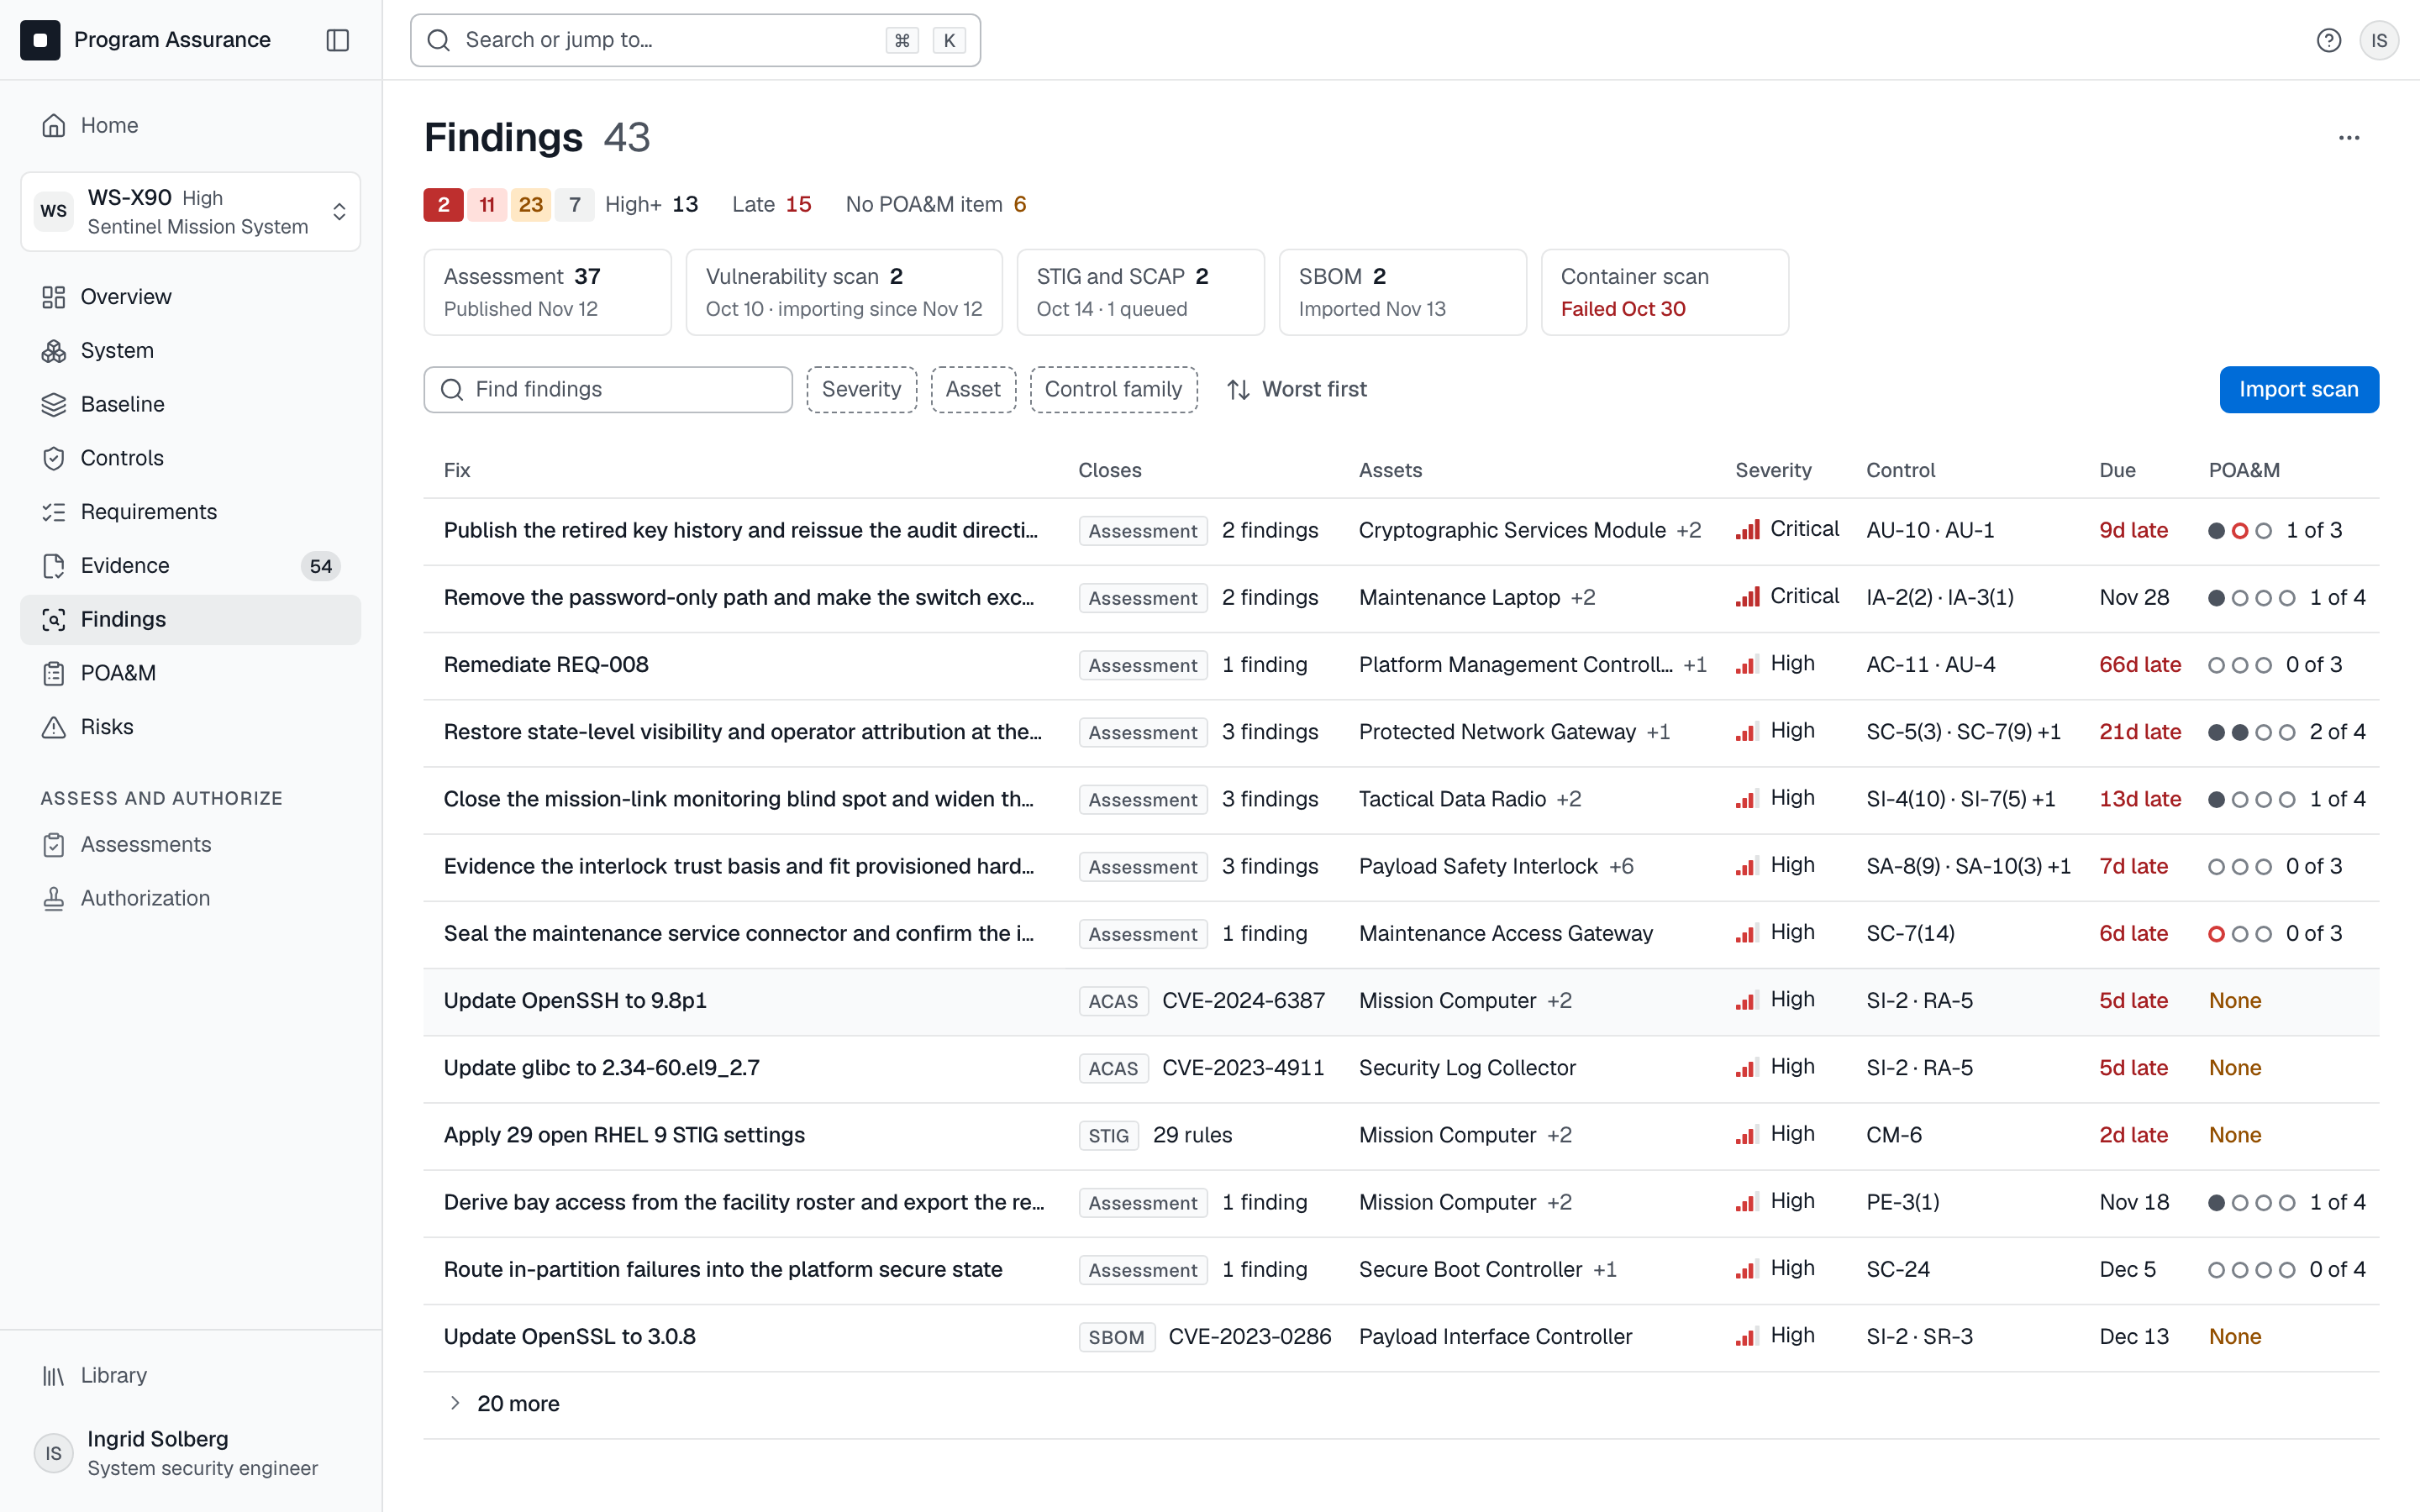 Program Assurance
Search or jump to...
⌘ K
IS
Home
WS
WS-X90 High
Sentinel Mission System
Overview
System
Baseline
Controls
Requirements
Evidence 54
Findings
POA&M
Risks
ASSESS AND AUTHORIZE
Assessments
Authorization
Library
IS
Ingrid Solberg
System security engineer
Findings 43
2 11 23 7 High+ 13 Late 15 No POA&M item 6
Assessment 37
Published Nov 12
Vulnerability scan 2
Oct 10 · importing since Nov 12
STIG and SCAP 2
Oct 14 · 1 queued
SBOM 2
Imported Nov 13
Container scan
Failed Oct 30
Find findings Severity Asset Control family Worst first Import scan
Fix Closes Assets Severity Control Due POA&M
Publish the retired key history and reissue the audit directi... Assessment 2 findings Cryptographic Services Module +2 Critical AU-10 · AU-1 9d late 1 of 3
Remove the password-only path and make the switch exc... Assessment 2 findings Maintenance Laptop +2 Critical IA-2(2) · IA-3(1) Nov 28 1 of 4
Remediate REQ-008 Assessment 1 finding Platform Management Controll... +1 High AC-11 · AU-4 66d late 0 of 3
Restore state-level visibility and operator attribution at the... Assessment 3 findings Protected Network Gateway +1 High SC-5(3) · SC-7(9) +1 21d late 2 of 4
Close the mission-link monitoring blind spot and widen th... Assessment 3 findings Tactical Data Radio +2 High SI-4(10) · SI-7(5) +1 13d late 1 of 4
Evidence the interlock trust basis and fit provisioned hard... Assessment 3 findings Payload Safety Interlock +6 High SA-8(9) · SA-10(3) +1 7d late 0 of 3
Seal the maintenance service connector and confirm the i... Assessment 1 finding Maintenance Access Gateway High SC-7(14) 6d late 0 of 3
Update OpenSSH to 9.8p1 ACAS CVE-2024-6387 Mission Computer +2 High SI-2 · RA-5 5d late None
Update glibc to 2.34-60.el9_2.7 ACAS CVE-2023-4911 Security Log Collector High SI-2 · RA-5 5d late None
Apply 29 open RHEL 9 STIG settings STIG 29 rules Mission Computer +2 High CM-6 2d late None
Derive bay access from the facility roster and export the re... Assessment 1 finding Mission Computer +2 High PE-3(1) Nov 18 1 of 4
Route in-partition failures into the platform secure state Assessment 1 finding Secure Boot Controller +1 High SC-24 Dec 5 0 of 4
Update OpenSSL to 3.0.8 SBOM CVE-2023-0286 Payload Interface Controller High SI-2 · SR-3 Dec 13 None
20 more